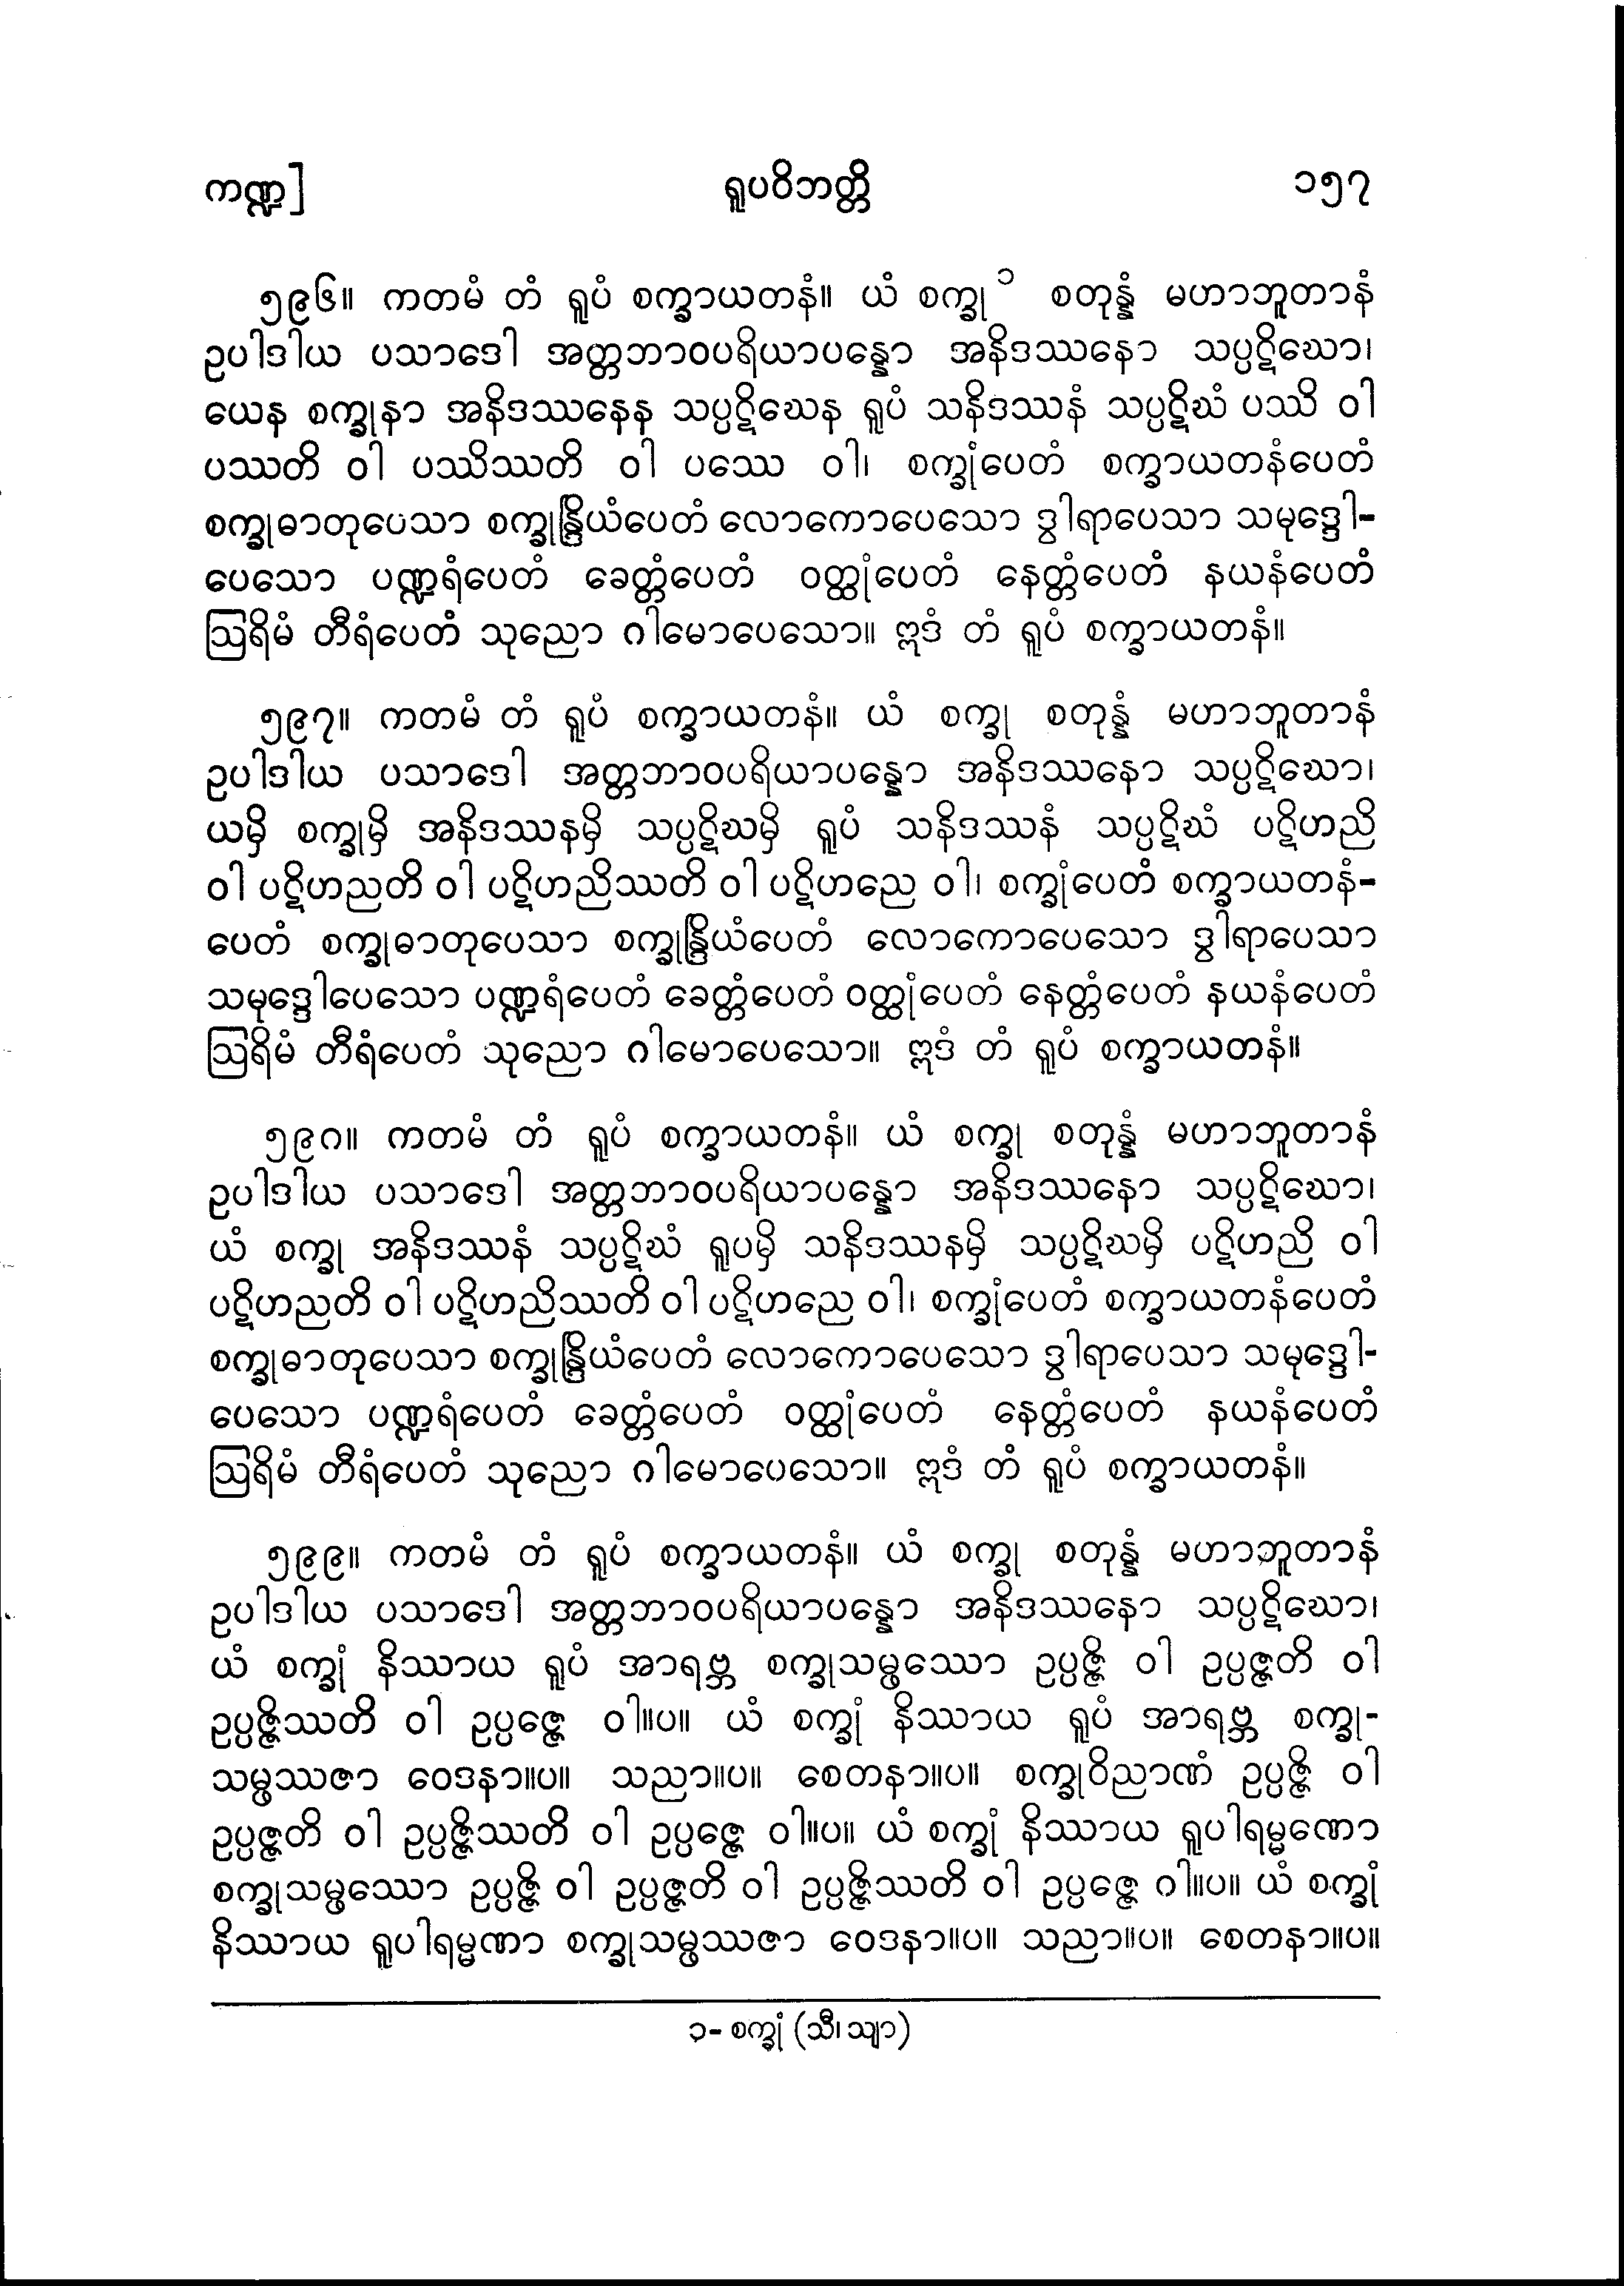 ကဏ္ဍ] ရူပဝိဘတ္တိ ၁၅၇
၅၉၆။ ကတမံ တံ ရူပံ စက္ခာယတနံ။ ယံ စက္ခု ၁ စတုန္နံ မဟာဘူတာနံ
ဥပါဒါယ ပသာဒေါ အတ္တဘာဝပရိယာပန္နော အနိဒဿနော သပ္ပဋိဃော၊
ယေန စက္ခုနာ အနိဒဿနေန သပ္ပဋိဃေန ရူပံ သနိဒဿနံ သပ္ပဋိဃံ ပဿိ ဝါ
ပဿတိ ဝါ ပဿိဿတိ ဝါ ပဿေ ဝါ၊ စက္ခုံပေတံ စက္ခာယတနံပေတံ
စက္ခုဓာတုပေသာ စက္ခုန္ဒြိယံပေတံ လောကောပေသော ဒွါရာပေသာ သမုဒ္ဒေါ-
ပေသော ပဏ္ဍရံပေတံ ခေတ္တံပေတံ ဝတ္ထုံပေတံ နေတ္တံပေတံ နယနံပေတံ
ဩရိမံ တီရံပေတံ သုညော ဂါမောပေသော။ ဣဒံ တံ ရူပံ စက္ခာယတနံ။
၅၉၇။ ကတမံ တံ ရူပံ စက္ခာယတနံ။ ယံ စက္ခု စတုန္နံ မဟာဘူတာနံ
ဥပါဒါယ ပသာဒေါ အတ္တဘာဝပရိယာပန္နော အနိဒဿနော သပ္ပဋိဃော၊
ယမှိ စက္ခုမှိ အနိဒဿနမှိ သပ္ပဋိဃမှိ ရူပံ သနိဒဿနံ သပ္ပဋိဃံ ပဋိဟညိ
ဝါ ပဋိဟညတိ ဝါ ပဋိဟညိဿတိ ဝါ ပဋိဟညေ ဝါ၊ စက္ခုံပေတံ စက္ခာယတနံ-
ပေတံ စက္ခုဓာတုပေသာ စက္ခုန္ဒြိယံပေတံ လောကောပေသော ဒွါရာပေသာ
သမုဒ္ဒေါပေသော ပဏ္ဍရံပေတံ ခေတ္တံပေတံ ဝတ္ထုံပေတံ နေတ္တံပေတံ နယနံပေတံ
ဩရိမံ တီရံပေတံ သုညော ဂါမောပေသော။ ဣဒံ တံ ရူပံ စက္ခာယတနံ။
၅၉၈။ ကတမံ တံ ရူပံ စက္ခာယတနံ။ ယံ စက္ခု စတုန္နံ မဟာဘူတာနံ
ဥပါဒါယ ပသာဒေါ အတ္တဘာဝပရိယာပန္နော အနိဒဿနော သပ္ပဋိဃော၊
ယံ စက္ခု အနိဒဿနံ သပ္ပဋိဃံ ရူပမှိ သနိဒဿနမှိ သပ္ပဋိဃမှိ ပဋိဟညိ ဝါ
ပဋိဟညတိ ဝါ ပဋိဟညိဿတိ ဝါ ပဋိဟညေ ဝါ၊ စက္ခုံပေတံ စက္ခာယတနံပေတံ
စက္ခုဓာတုပေသာ စက္ခုန္ဒြိယံပေတံ လောကောပေသော ဒွါရာပေသာ သမုဒ္ဒေါ-
ပေသော ပဏ္ဍရံပေတံ ခေတ္တံပေတံ ဝတ္ထုံပေတံ နေတ္တံပေတံ နယနံပေတံ
ဩရိမံ တီရံပေတံ သုညော ဂါမောပေသော။ ဣဒံ တံ ရူပံ စက္ခာယတနံ။
၅၉၉။ ကတမံ တံ ရူပံ စက္ခာယတနံ။ ယံ စက္ခု စတုန္နံ မဟာဘူတာနံ
ဥပါဒါယ ပသာဒေါ အတ္တဘာဝပရိယာပန္နော အနိဒဿနော သပ္ပဋိဃော၊
ယံ စက္ခုံ နိဿာယ ရူပံ အာရဗ္ဘ စက္ခုသမ္ဖဿော ဥပ္ပဇ္ဇိ ဝါ ဥပ္ပဇ္ဇတိ ဝါ
ဥပ္ပဇ္ဇိဿတိ ဝါ ဥပ္ပဇ္ဇေ ဝါ။ပ။ ယံ စက္ခုံ နိဿာယ ရူပံ အာရဗ္ဘ စက္ခု-
သမ္ဖဿဇာ ဝေဒနာ။ပ။ သညာ။ပ။ စေတနာ။ပ။ စက္ခုဝိညာဏံ ဥပ္ပဇ္ဇိ ဝါ
ဥပ္ပဇ္ဇတိ ဝါ ဥပ္ပဇ္ဇိဿတိ ဝါ ဥပ္ပဇ္ဇေ ဝါ။ပ။ ယံ စက္ခုံ နိဿာယ ရူပါရမ္မဏော
စက္ခုသမ္ဖဿော ဥပ္ပဇ္ဇိ ဝါ ဥပ္ပဇ္ဇတိ ဝါ ဥပ္ပဇ္ဇိဿတိ ဝါ ဥပ္ပဇ္ဇေ ဝါ။ပ။ ယံ စက္ခုံ
နိဿာယ ရူပါရမ္မဏာ စက္ခုသမ္ဖဿဇာ ဝေဒနာ။ပ။ သညာ။ပ။ စေတနာ။ပ။
၁- စက္ခုံ (သီ၊ သျာ)